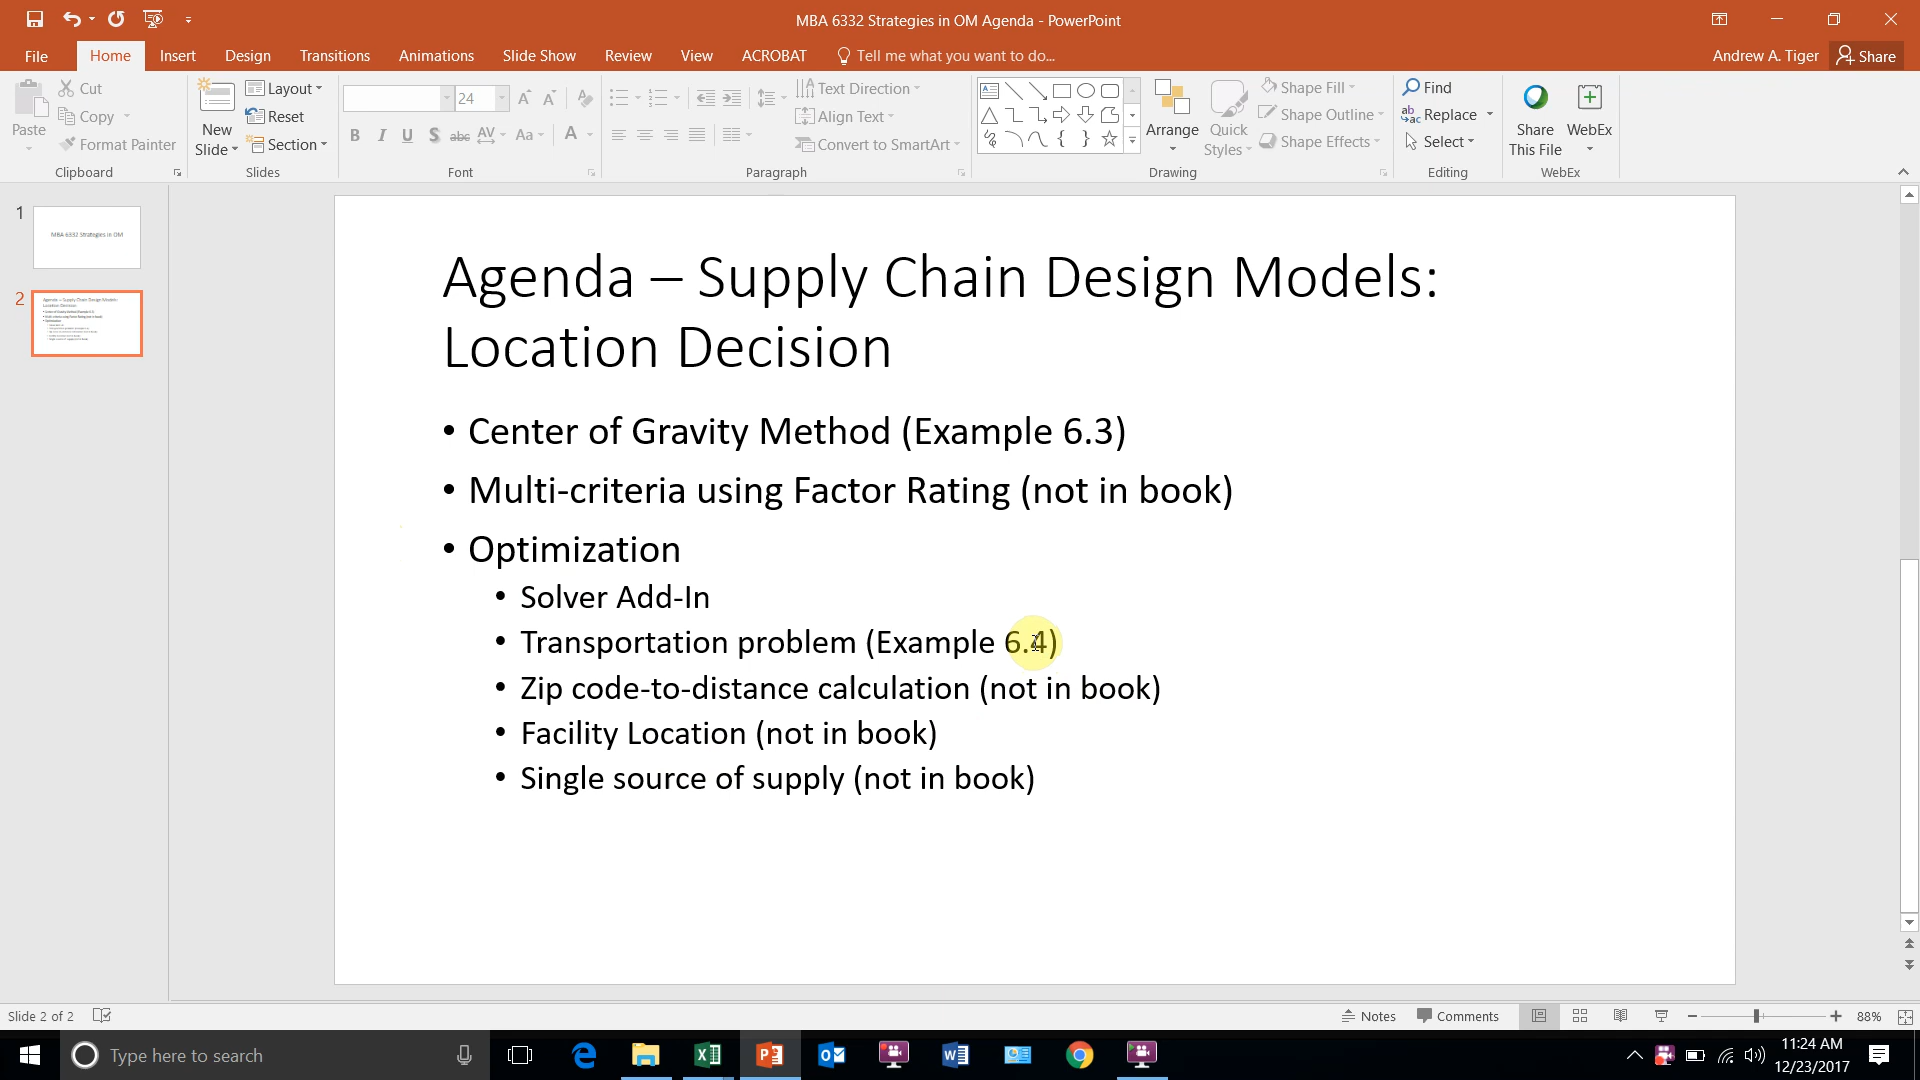 MBA 6332 Strategies in OM Agenda - PowerPoint
File Home Insert Design Transitions Animations Slide Show Review View ACROBAT Tell me what you want to do... Andrew A. Tiger Share
Paste
Cut
Copy
Format Painter
Clipboard
New Slide
Layout
Reset
Section
Slides
24
B I U S abc AV Aa A
Font
Text Direction
Align Text
Convert to SmartArt
Paragraph
Arrange
Quick Styles
Shape Fill
Shape Outline
Shape Effects
Drawing
Find
Replace
Select
Editing
Share This File
WebEx
WebEx
1
MBA 6332 Strategies in OM
2
Agenda – Supply Chain Design Models:
Location Decision
• Center of Gravity Method (Example 6.3)
• Multi-criteria using Factor Rating (not in book)
• Optimization
• Solver Add-In
• Transportation problem (Example 6.4)
• Zip code-to-distance calculation (not in book)
• Facility Location (not in book)
• Single source of supply (not in book)
Slide 2 of 2
Notes Comments 88%
Type here to search
11:24 AM
12/23/2017